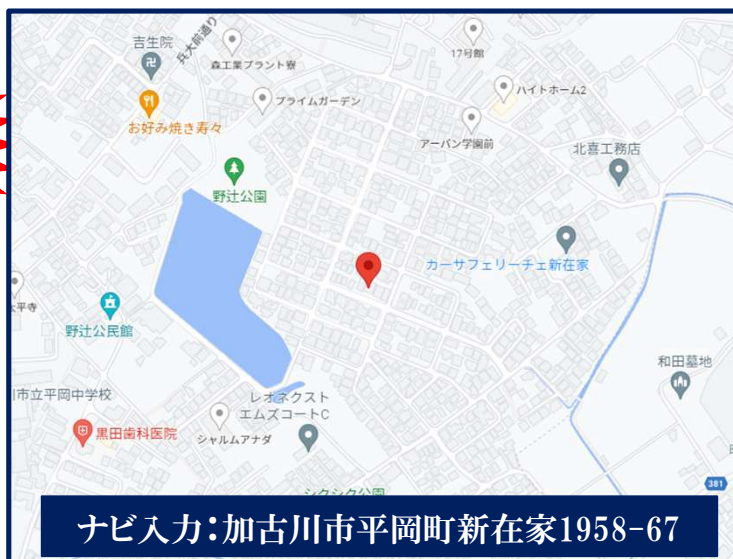 吉生院
兵大前通り
森工業プラント寮
17号館
お好み焼き寿々
プライムガーデン
ハイトホーム2
アーバン学園前
北喜工務店
野辻公園
カーサフェリーチェ新在家
太平寺
野辻公民館
和田墓地
川市立平岡中学校
レオネクスト
エムズコートC
黒田歯科医院
シャルムアナダ
シクシク公園
381
ナビ入力:加古川市平岡町新在家1958-67